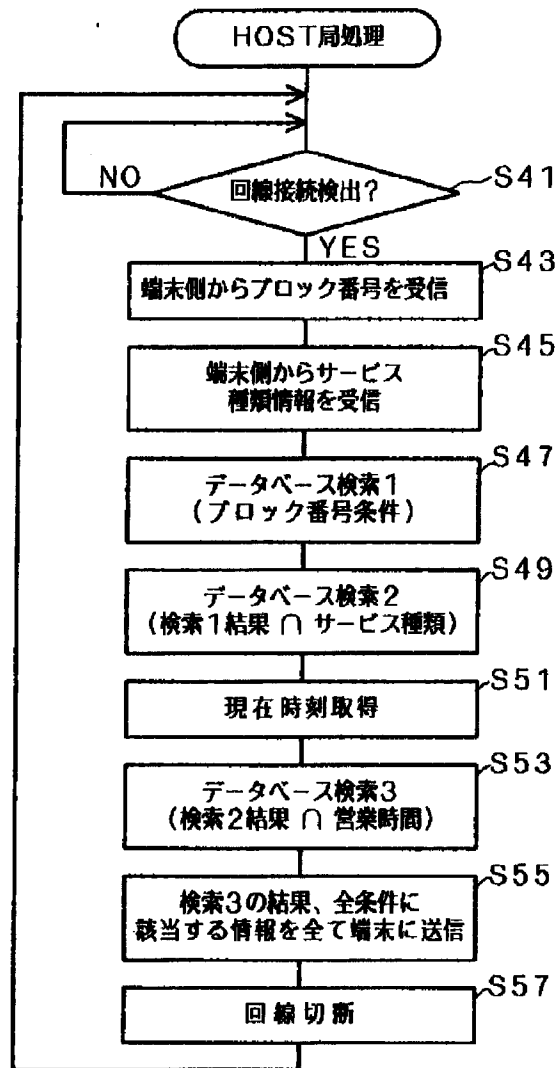 HOST局処理
回線接続検出?
S41
NO
YES
S43
端末側からブロック番号を受信
S45
端末側からサービス
種類情報を受信
S47
データベース検索1
(ブロック番号条件)
S49
データベース検索2
(検索1結果 ∩ サービス種類)
S51
現在時刻取得
S53
データベース検索3
(検索2結果 ∩ 営業時間)
S55
検索3の結果、全条件に
該当する情報を全て端末に送信
S57
回線切断